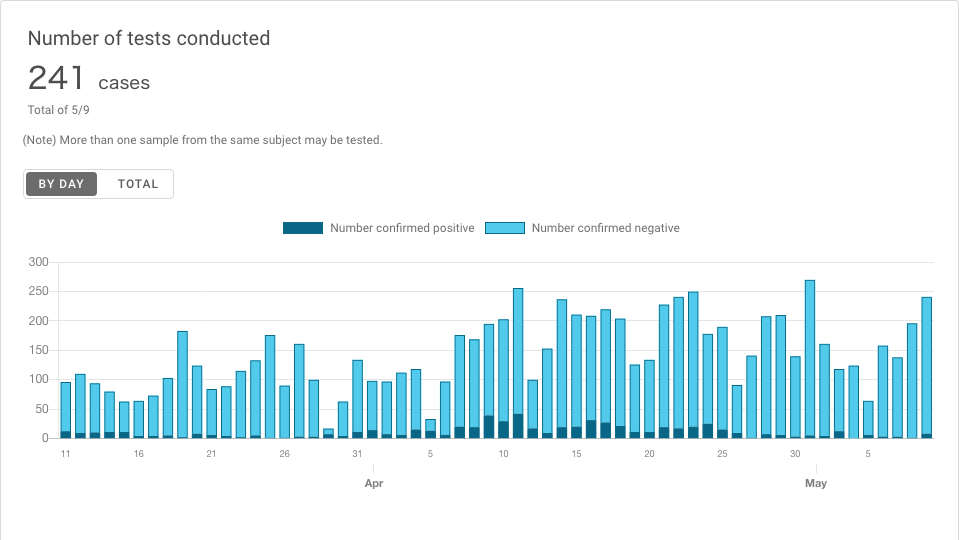 Number of tests conducted
241 cases
Total of 5/9
(Note) More than one sample from the same subject may be tested.
BY DAY TOTAL
Number confirmed positive Number confirmed negative
300
250
200
150
100
50
0
11 16 21 26 31 5 10 15 20 25 30 5
Apr May